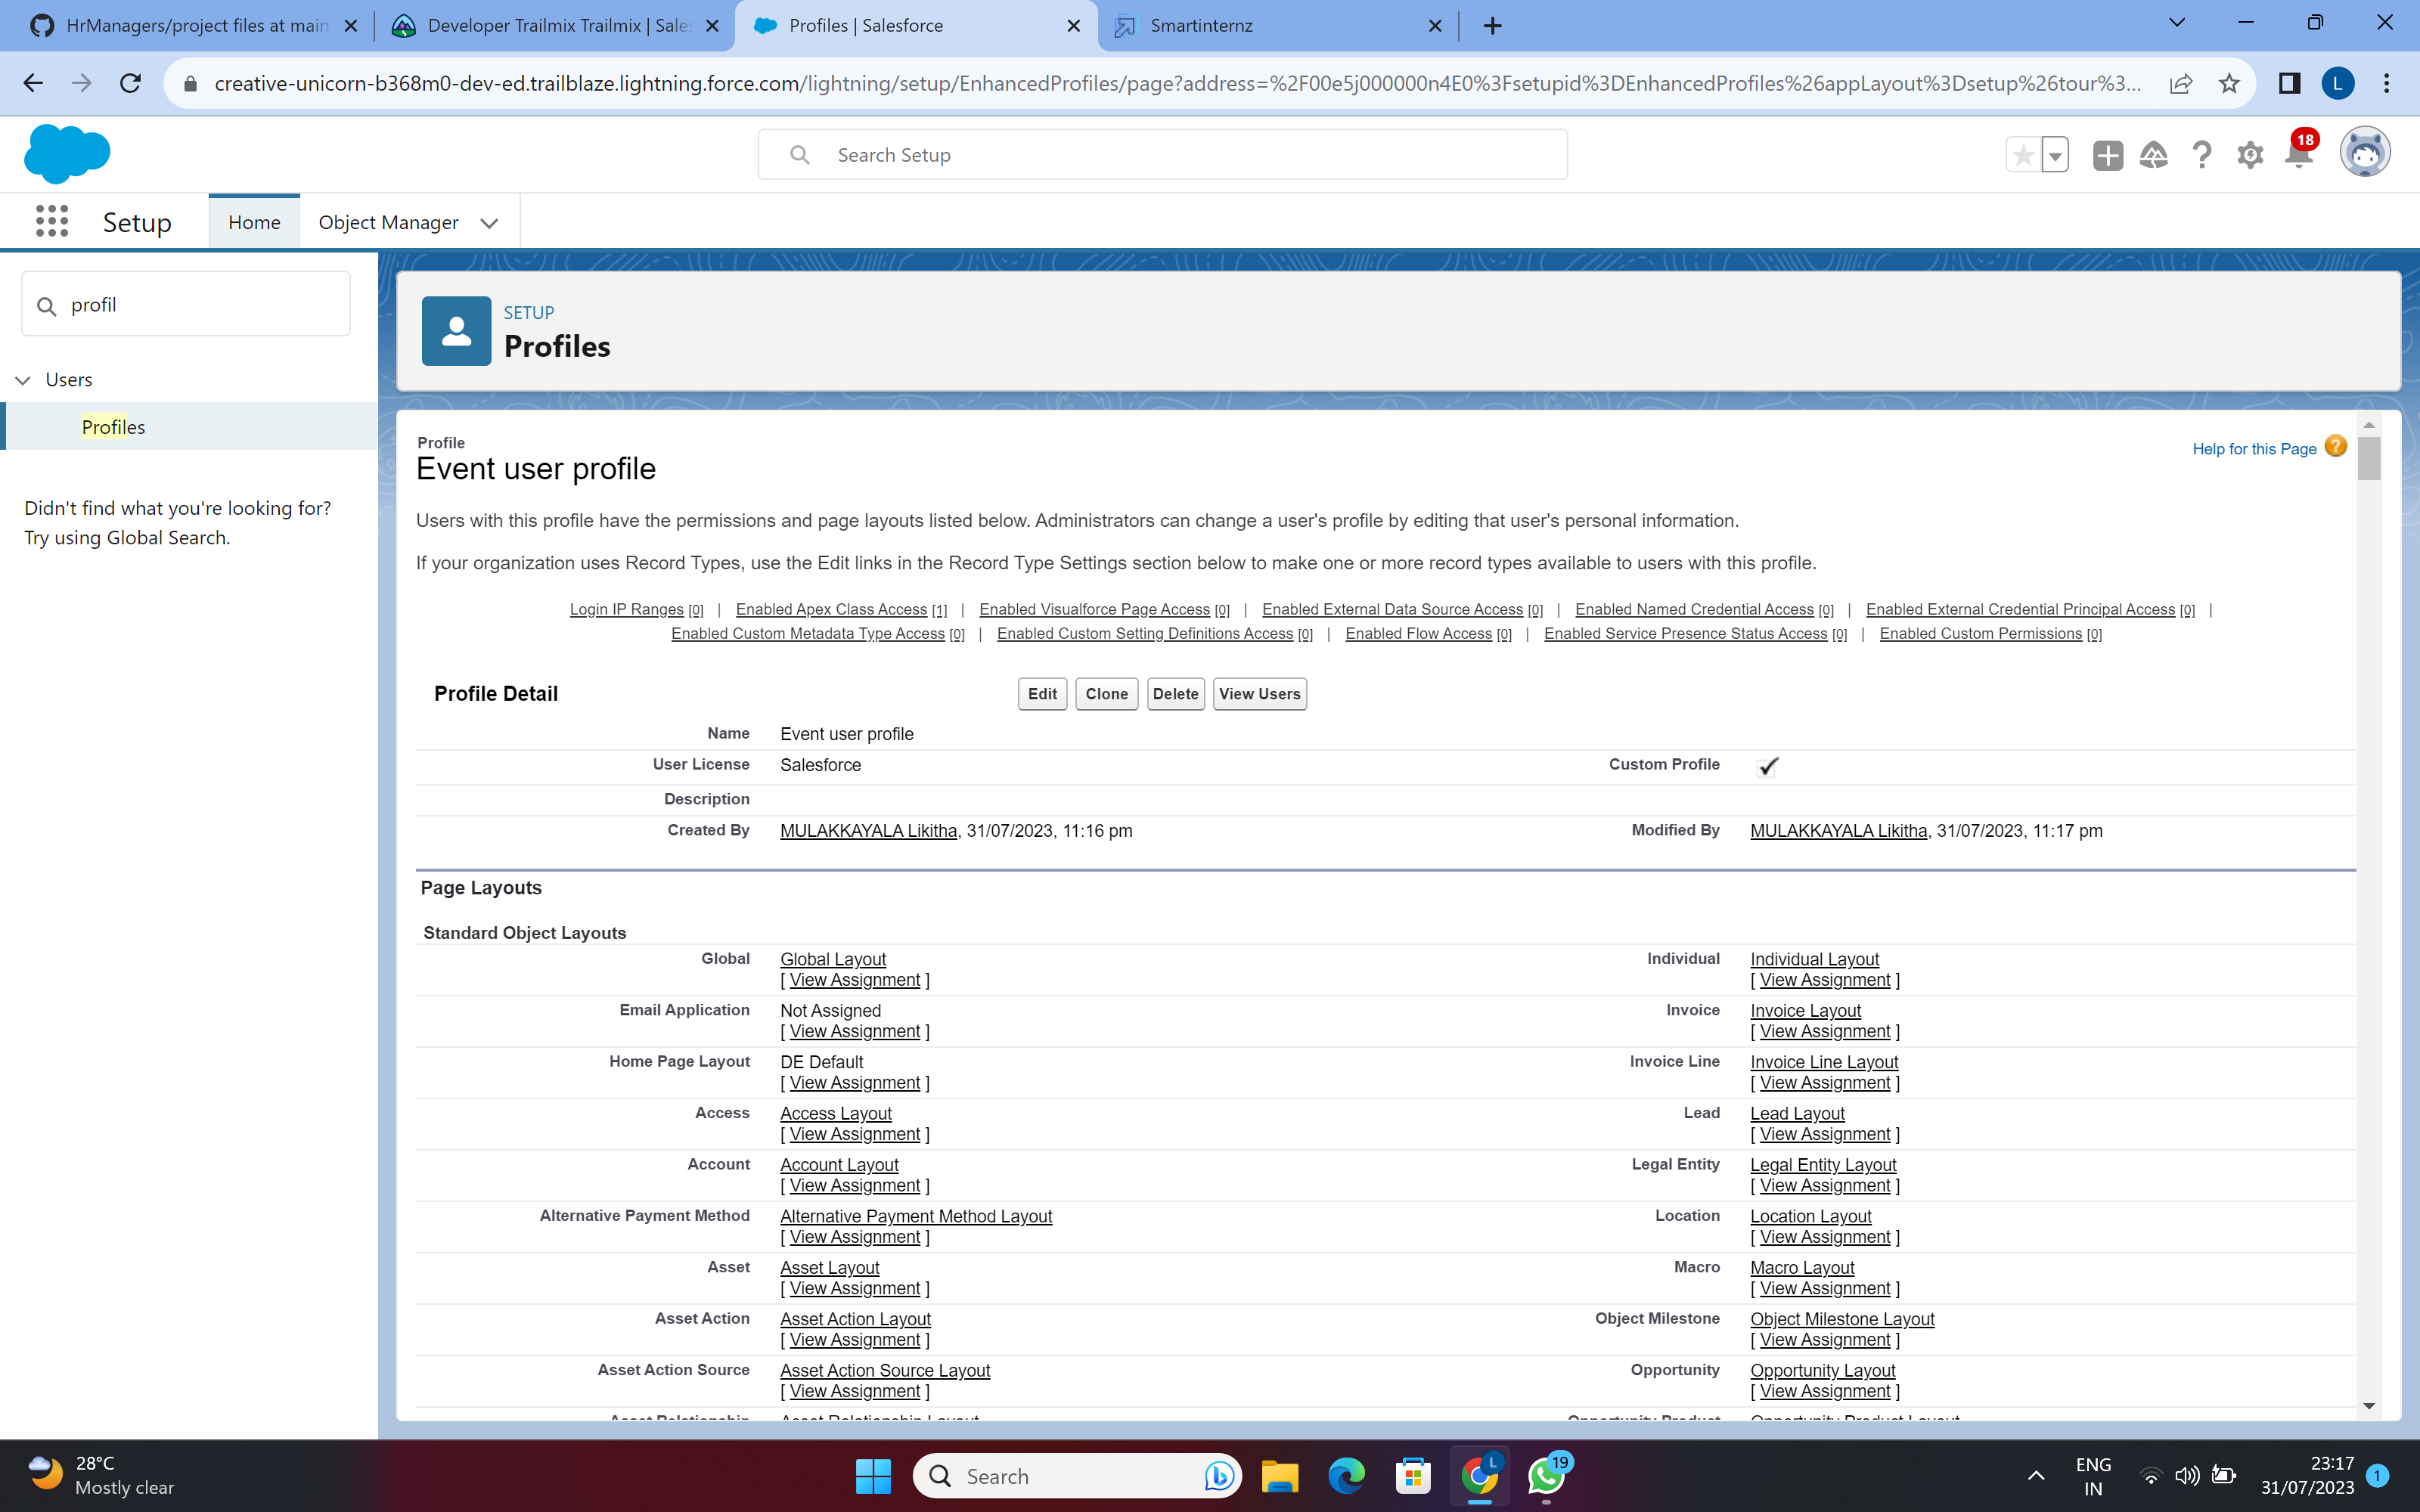 HrManagers/project files at main
Developer Trailmix Trailmix | Sales
Profiles | Salesforce
Smartinternz
creative-unicorn-b368m0-dev-ed.trailblaze.lightning.force.com/lightning/setup/EnhancedProfiles/page?address=%2F00e5j000000n4E0%3Fsetupid%3DEnhancedProfiles%26appLayout%3Dsetup%26tour%3...
L
Search Setup
18
Setup
Home
Object Manager
profil
Users
Profiles
Didn't find what you're looking for?
Try using Global Search.
SETUP
Profiles
Profile
Event user profile
Help for this Page ?
Users with this profile have the permissions and page layouts listed below. Administrators can change a user's profile by editing that user's personal information.
If your organization uses Record Types, use the Edit links in the Record Type Settings section below to make one or more record types available to users with this profile.
Login IP Ranges [0] | Enabled Apex Class Access [1] | Enabled Visualforce Page Access [0] | Enabled External Data Source Access [0] | Enabled Named Credential Access [0] | Enabled External Credential Principal Access [0] |
Enabled Custom Metadata Type Access [0] | Enabled Custom Setting Definitions Access [0] | Enabled Flow Access [0] | Enabled Service Presence Status Access [0] | Enabled Custom Permissions [0]
Profile Detail Edit Clone Delete View Users
Name Event user profile
User License Salesforce Custom Profile
Description
Created By MULAKKAYALA Likitha, 31/07/2023, 11:16 pm Modified By MULAKKAYALA Likitha, 31/07/2023, 11:17 pm
Page Layouts
Standard Object Layouts
Global Global Layout Individual Individual Layout
[ View Assignment ] [ View Assignment ]
Email Application Not Assigned Invoice Invoice Layout
[ View Assignment ] [ View Assignment ]
Home Page Layout DE Default Invoice Line Invoice Line Layout
[ View Assignment ] [ View Assignment ]
Access Access Layout Lead Lead Layout
[ View Assignment ] [ View Assignment ]
Account Account Layout Legal Entity Legal Entity Layout
[ View Assignment ] [ View Assignment ]
Alternative Payment Method Alternative Payment Method Layout Location Location Layout
[ View Assignment ] [ View Assignment ]
Asset Asset Layout Macro Macro Layout
[ View Assignment ] [ View Assignment ]
Asset Action Asset Action Layout Object Milestone Object Milestone Layout
[ View Assignment ] [ View Assignment ]
Asset Action Source Asset Action Source Layout Opportunity Opportunity Layout
[ View Assignment ] [ View Assignment ]
Asset Relationship Asset Relationship Layout Opportunity Product Opportunity Product Layout
28°C
Mostly clear
Search
L
19
ENG
IN
23:17
31/07/2023
1